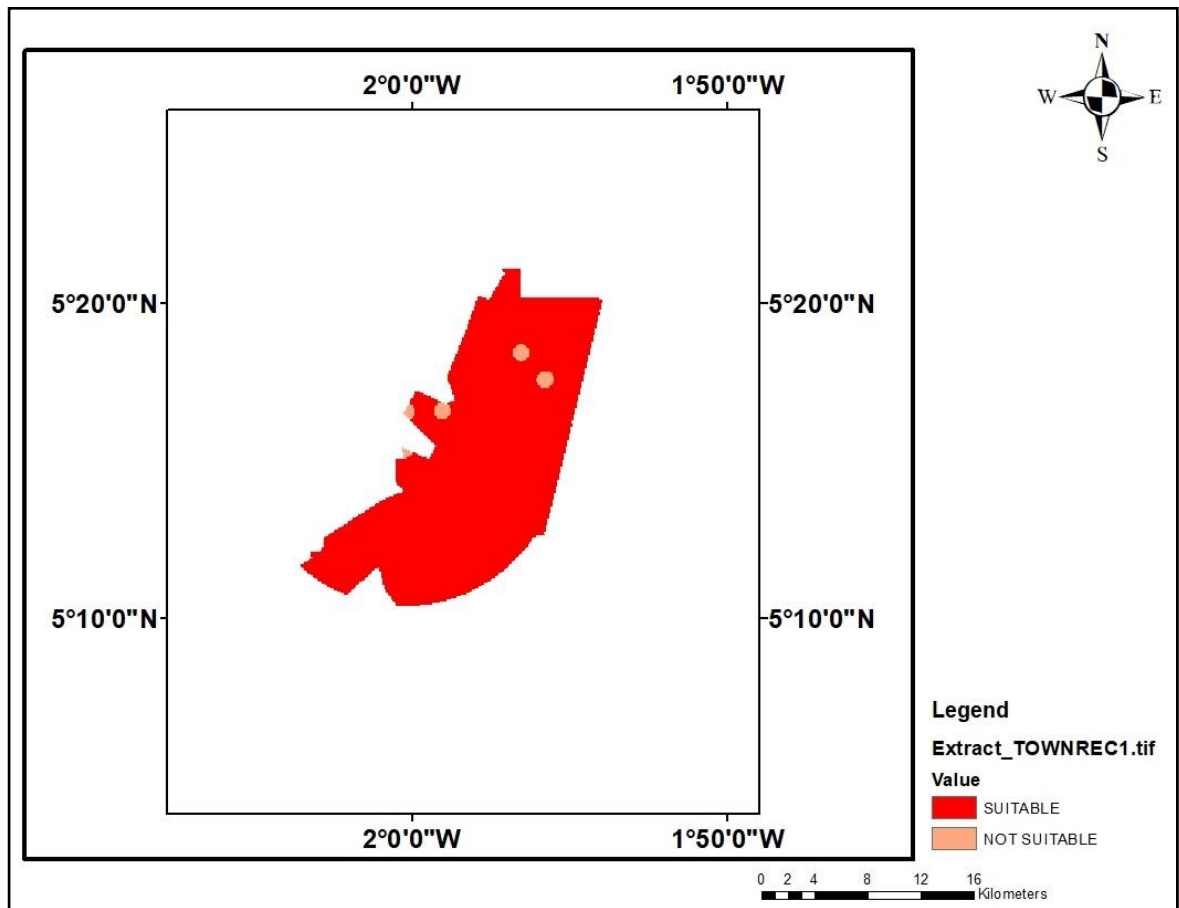 N
W E
S
2°0'0"W 1°50'0"W
5°20'0"N 5°20'0"N
5°10'0"N 5°10'0"N
2°0'0"W 1°50'0"W
Legend
Extract_TOWNREC1.tif
Value
SUITABLE
NOT SUITABLE
0 2 4 8 12 16
Kilometers